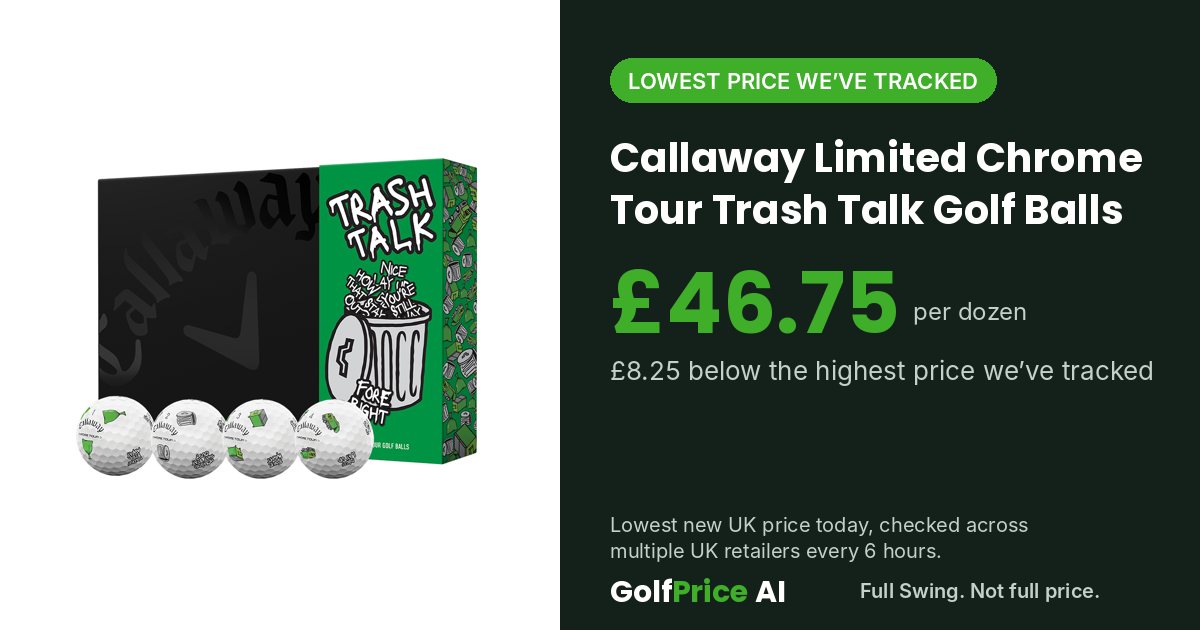 LOWEST PRICE WE’VE TRACKED
Callaway Limited Chrome
Tour Trash Talk Golf Balls
£46.75 per dozen
£8.25 below the highest price we’ve tracked
Lowest new UK price today, checked across
multiple UK retailers every 6 hours.
GolfPrice AI
Full Swing. Not full price.
Callaway
TRASH
TALK
NICE
FORE
RIGHT
GOLF BALLS